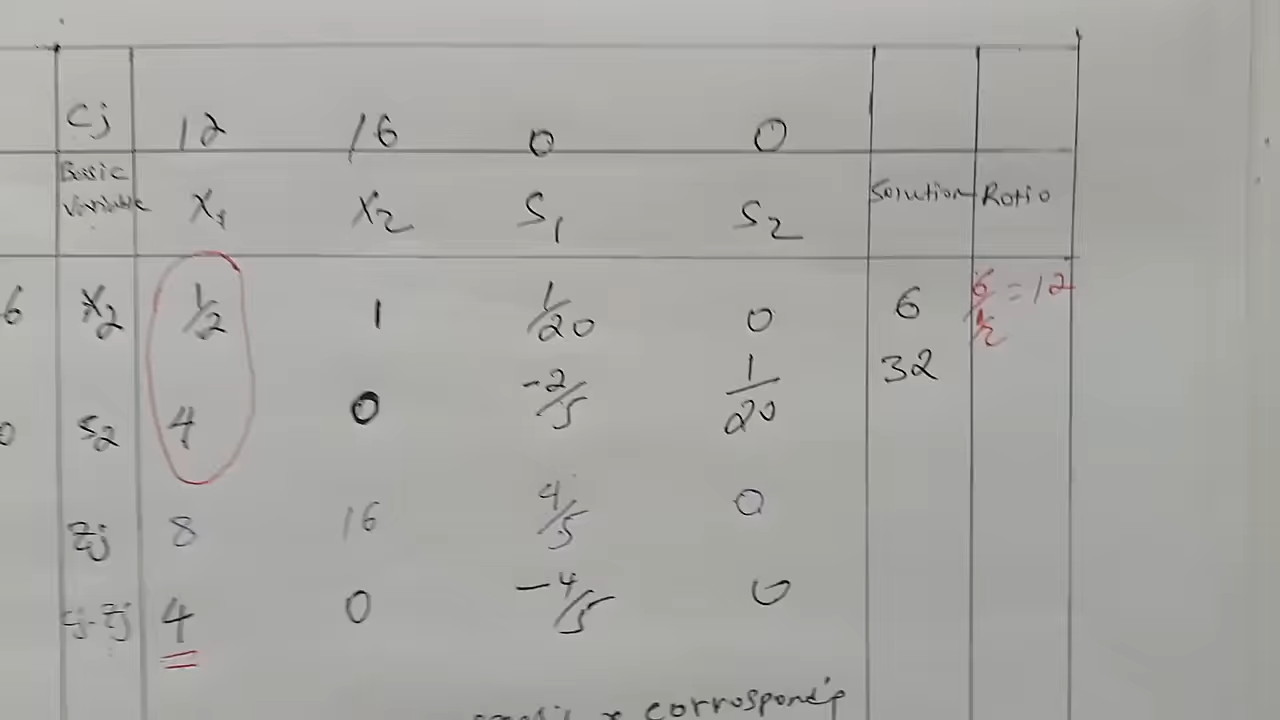 Cj 12 16 0 0
Basic Variable X1 X2 S1 S2 Solution Ratio
6 X2 1/2 1 1/20 0 6 6/1/2 = 12
0 S2 4 0 -2/5 1/20 32
Zj 8 16 4/5 0
Cj-Zj 4 0 -4/5 0
corresponding